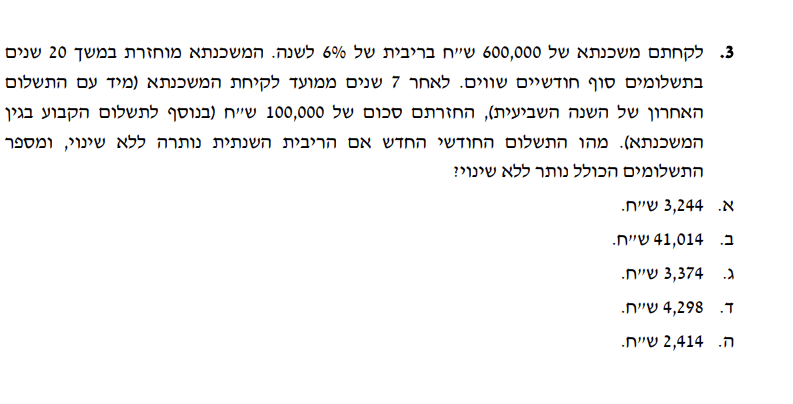 3. לקחתם משכנתא של 600,000 ש״ח בריבית של 6% לשנה. המשכנתא מוחזרת במשך 20 שנים
בתשלומים סוף חודשיים שווים. לאחר 7 שנים ממועד לקיחת המשכנתא (מיד עם התשלום
האחרון של השנה השביעית), החזרתם סכום של 100,000 ש״ח (בנוסף לתשלום הקבוע בגין
המשכנתא). מהו התשלום החודשי החדש אם הריבית השנתית נותרה ללא שינוי, ומספר
התשלומים הכולל נותר ללא שינוי?
א. 3,244 ש״ח.
ב. 41,014 ש״ח.
ג. 3,374 ש״ח.
ד. 4,298 ש״ח.
ה. 2,414 ש״ח.